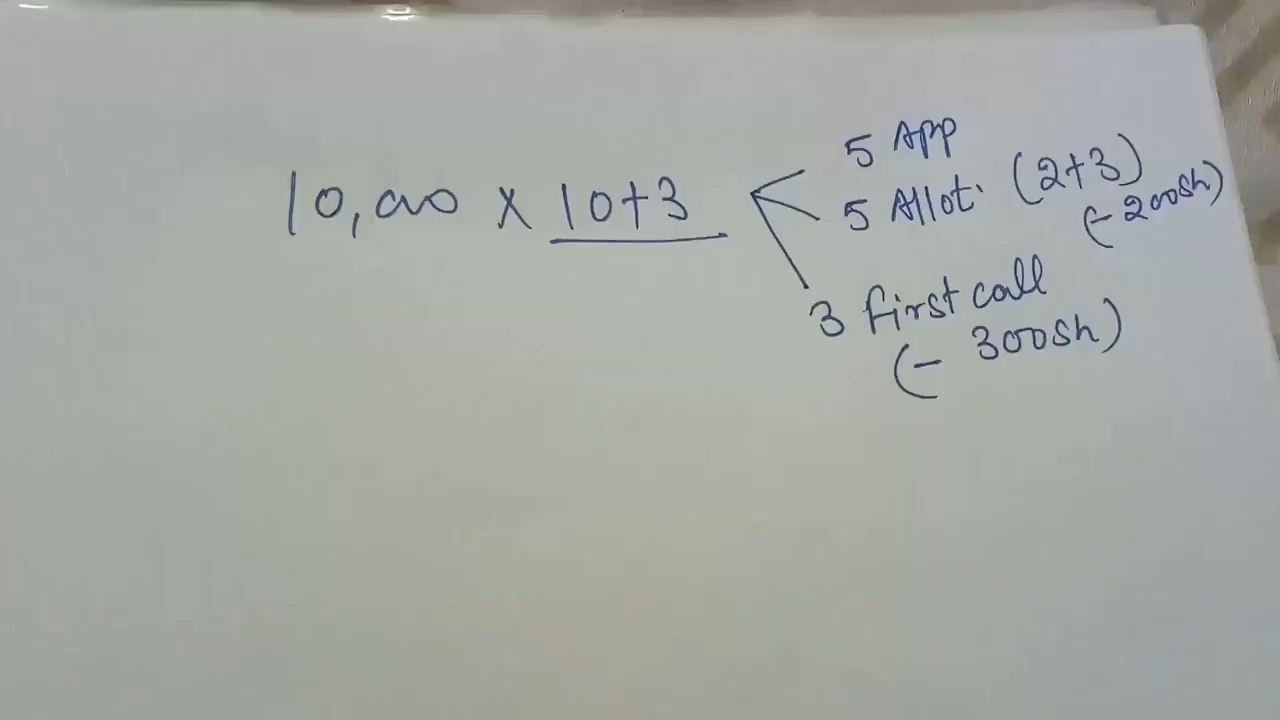 10,000 x 10+3
5 App
5 Allot. (2+3)
(- 200sh)
3 first call
(- 300sh)